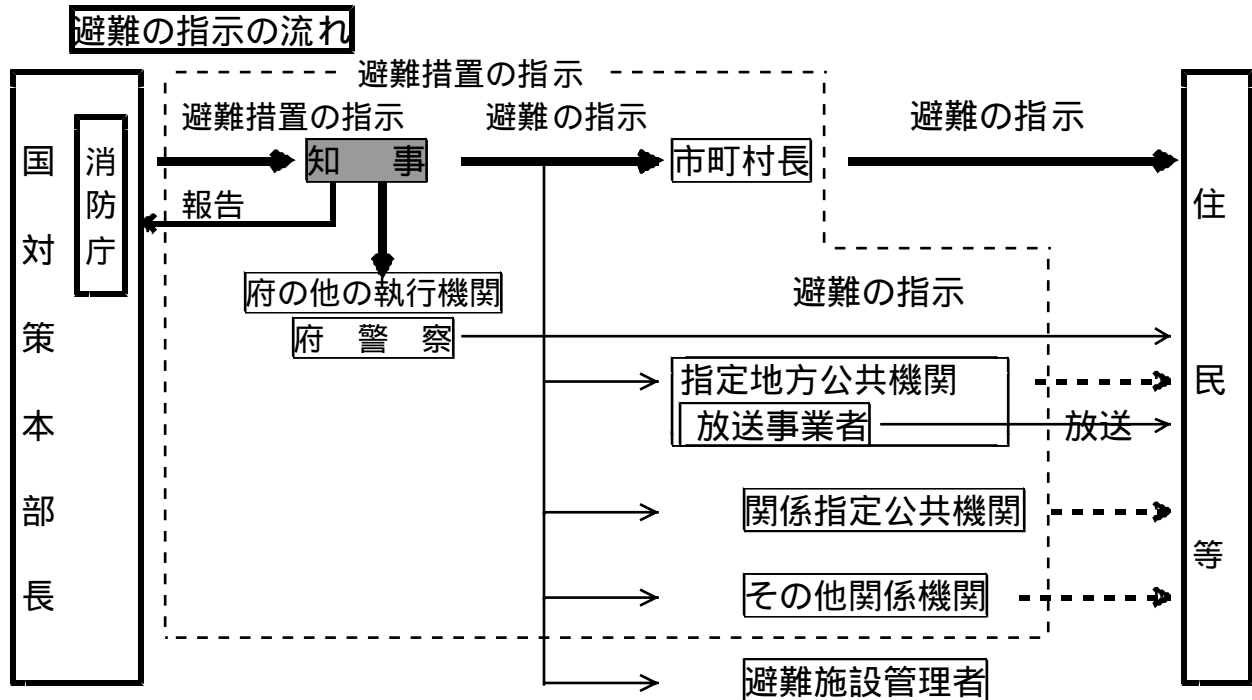 避難の指示の流れ
避難措置の指示
避難措置の指示
避難の指示
避難の指示
国対策本部長
消防庁
知　事
市町村長
住民等
報告
府の他の執行機関
避難の指示
府　警　察
指定地方公共機関
放送事業者
放送
関係指定公共機関
その他関係機関
避難施設管理者